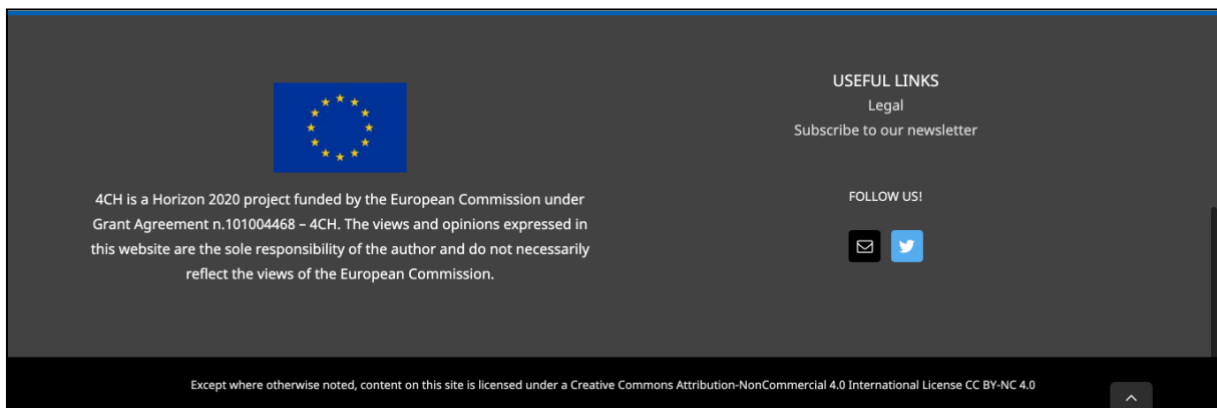 4CH is a Horizon 2020 project funded by the European Commission under
Grant Agreement n.101004468 – 4CH. The views and opinions expressed in
this website are the sole responsibility of the author and do not necessarily
reflect the views of the European Commission.
USEFUL LINKS
Legal
Subscribe to our newsletter
FOLLOW US!
Except where otherwise noted, content on this site is licensed under a Creative Commons Attribution-NonCommercial 4.0 International License CC BY-NC 4.0